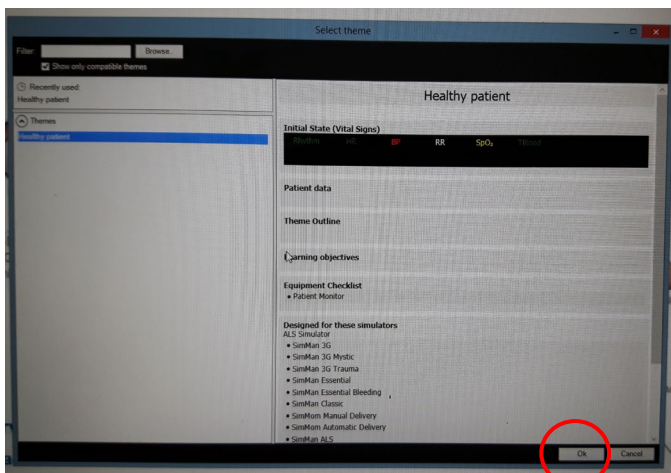 Select theme
Filter: Browse..
Show only compatible themes
Recently used:
Healthy patient
Themes
Healthy patient
Healthy patient
Initial State (Vital Signs)
Rhythm HR BP RR SpO₂ TBlood
Patient data
Theme Outline
Learning objectives
Equipment Checklist
• Patient Monitor
Designed for these simulators
ALS Simulator
• SimMan 3G
• SimMan 3G Mystic
• SimMan 3G Trauma
• SimMan Essential
• SimMan Essential Bleeding
• SimMan Classic
• SimMom Manual Delivery
• SimMom Automatic Delivery
• SimMan ALS
Ok Cancel